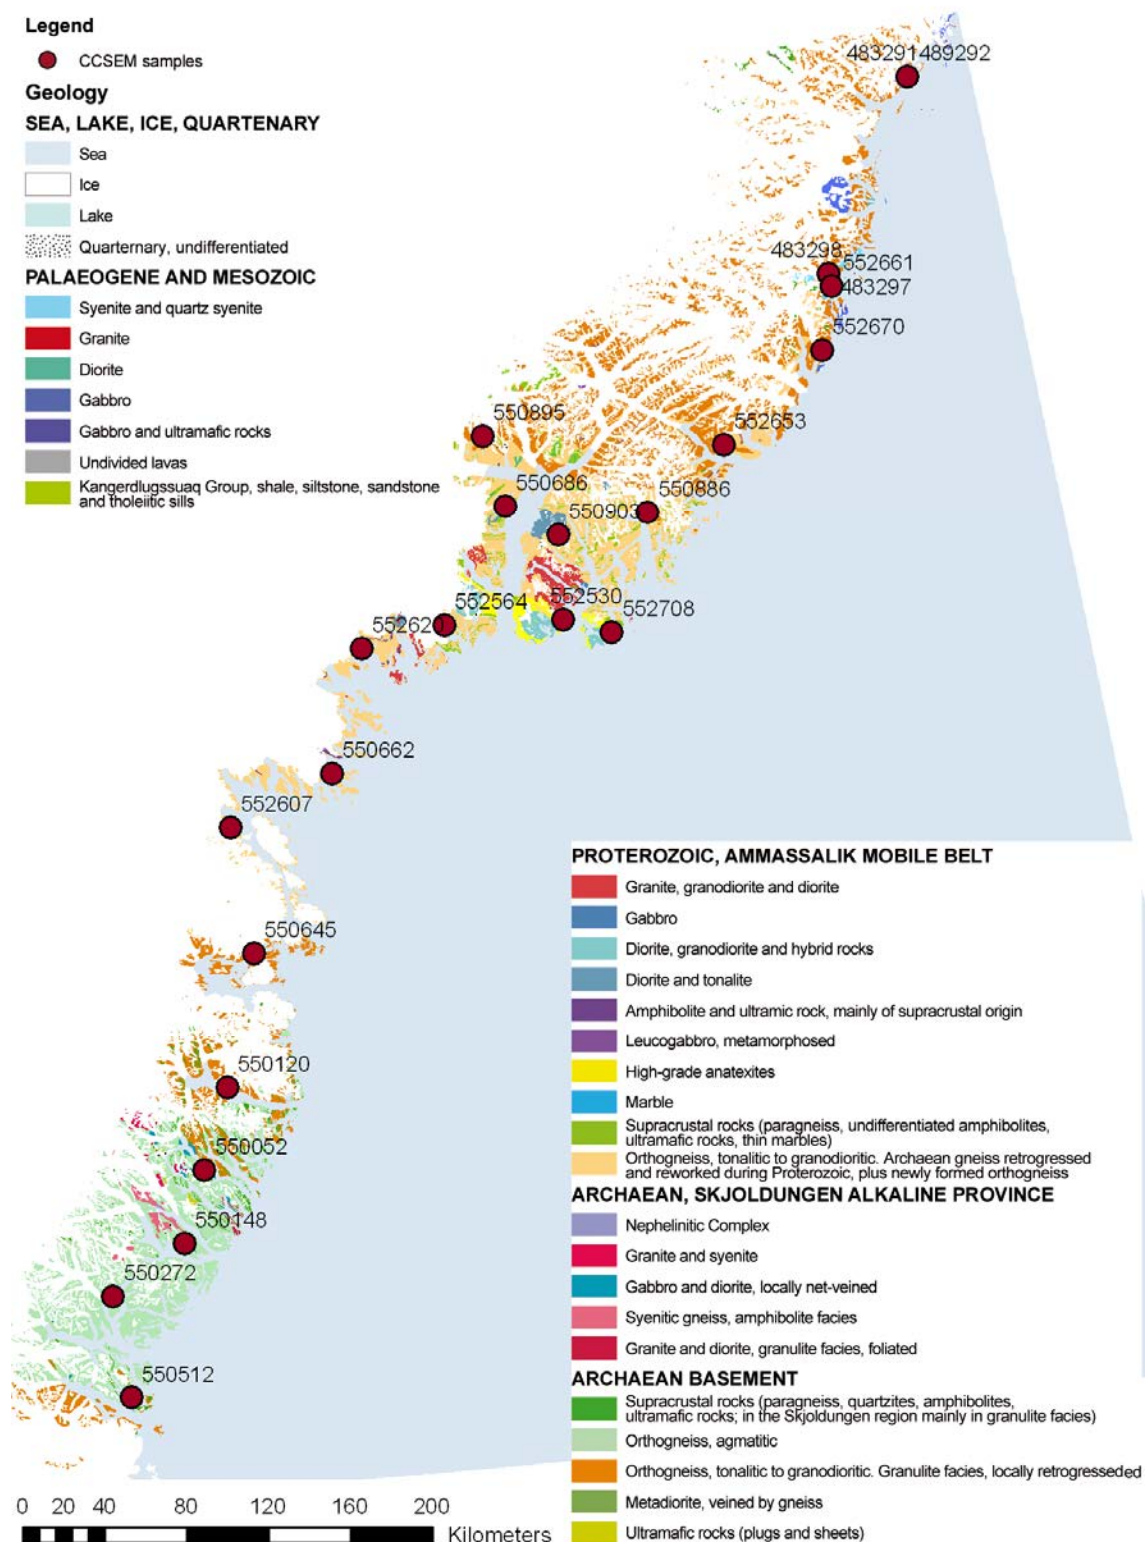 Legend
CCSEM samples
Geology
SEA, LAKE, ICE, QUARTENARY
Sea
Ice
Lake
Quarternary, undifferentiated
PALAEOGENE AND MESOZOIC
Syenite and quartz syenite
Granite
Diorite
Gabbro
Gabbro and ultramafic rocks
Undivided lavas
Kangerdlugssuaq Group, shale, siltstone, sandstone
and tholeiitic sills
483291489292
483298
552661
483297
552670
550895
552653
550686
550886
550903
552564
552530
552708
552620
550662
552607
550645
550120
550052
550148
550272
550512
PROTEROZOIC, AMMASSALIK MOBILE BELT
Granite, granodiorite and diorite
Gabbro
Diorite, granodiorite and hybrid rocks
Diorite and tonalite
Amphibolite and ultramic rock, mainly of supracrustal origin
Leucogabbro, metamorphosed
High-grade anatexites
Marble
Supracrustal rocks (paragneiss, undifferentiated amphibolites,
ultramafic rocks, thin marbles)
Orthogneiss, tonalitic to granodioritic. Archaean gneiss retrogressed
and reworked during Proterozoic, plus newly formed orthogneiss
ARCHAEAN, SKJOLDUNGEN ALKALINE PROVINCE
Nephelinitic Complex
Granite and syenite
Gabbro and diorite, locally net-veined
Syenitic gneiss, amphibolite facies
Granite and diorite, granulite facies, foliated
ARCHAEAN BASEMENT
Supracrustal rocks (paragneiss, quartzites, amphibolites,
ultramafic rocks; in the Skjoldungen region mainly in granulite facies)
Orthogneiss, agmatitic
Orthogneiss, tonalitic to granodioritic. Granulite facies, locally retrogresseded
Metadiorite, veined by gneiss
Ultramafic rocks (plugs and sheets)
0 20 40 80 120 160 200
Kilometers